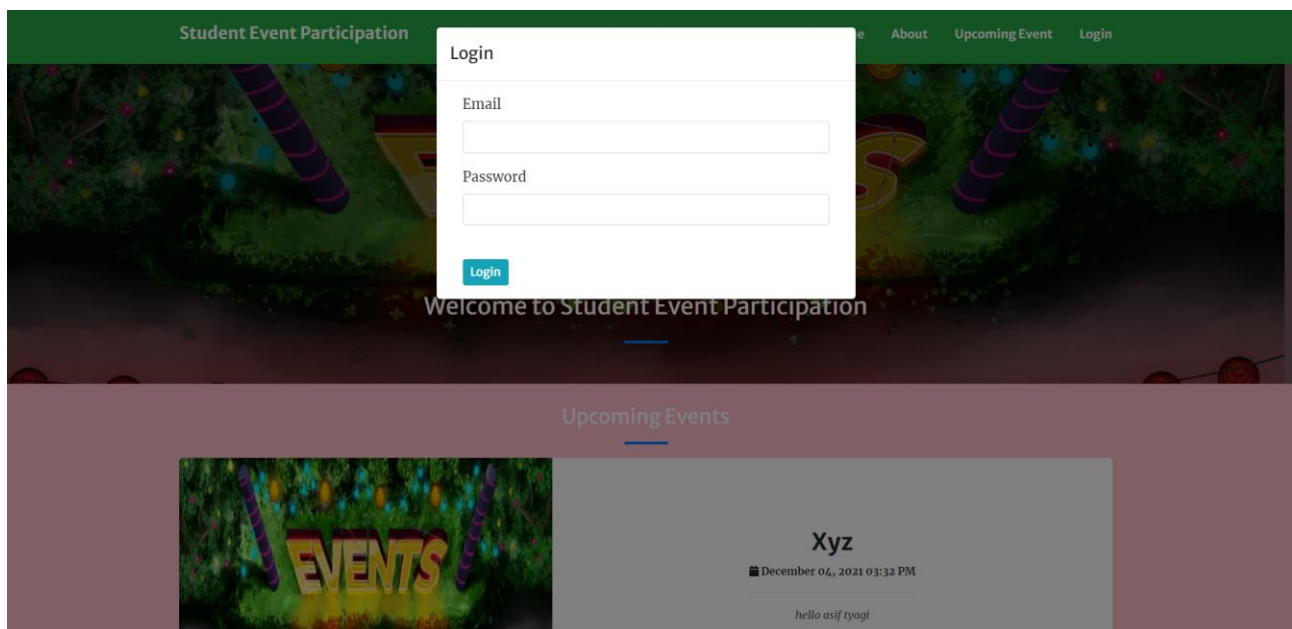 Student Event Participation
e About Upcoming Event Login
Login
Email
Password
Login
Welcome to Student Event Participation
Upcoming Events
EVENTS
Xyz
December 04, 2021 03:32 PM
hello asif tyagi